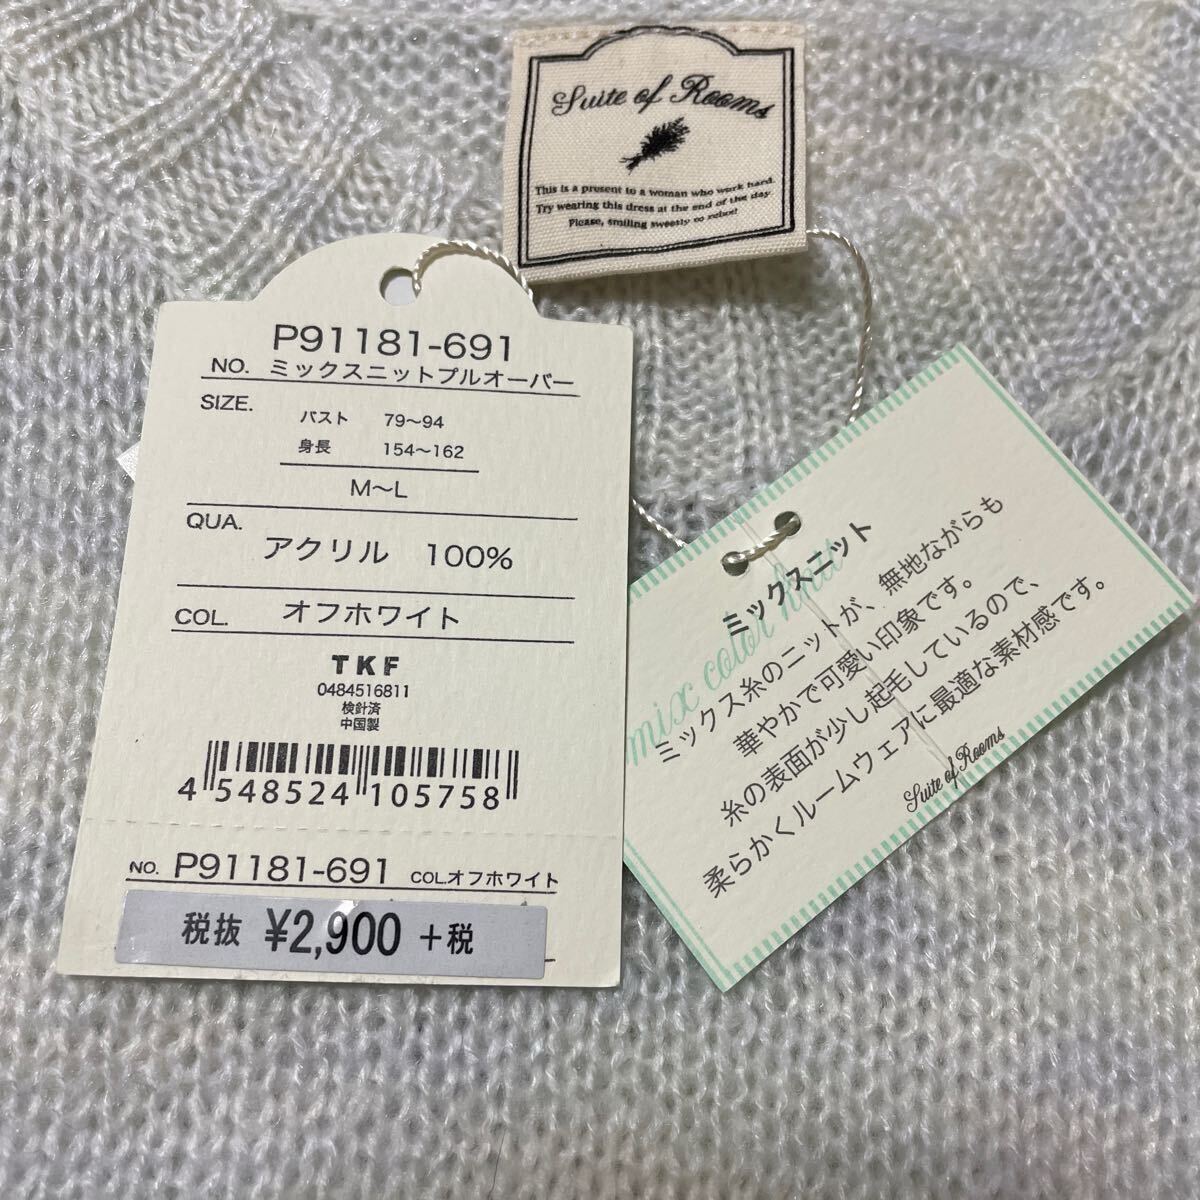 Suite of Rooms
This is a present to a woman who work hard.
Try wearing this dress at the end of the day.
Please, smiling sweetly to relax!
P91181-691
NO. ミックスニットプルオーバー
SIZE.
バスト 79〜94
身長 154〜162
M〜L
QUA.
アクリル 100%
COL. オフホワイト
TKF
0484516811
検針済
中国製
4 548524 105758
NO. P91181-691 COL.オフホワイト
税抜 ¥2,900 +税
mix color knit
ミックスニット
ミックス糸のニットが、無地ながらも
華やかで可愛い印象です。
糸の表面が少し起毛しているので、
柔らかくルームウェアに最適な素材感です。
Suite of Rooms